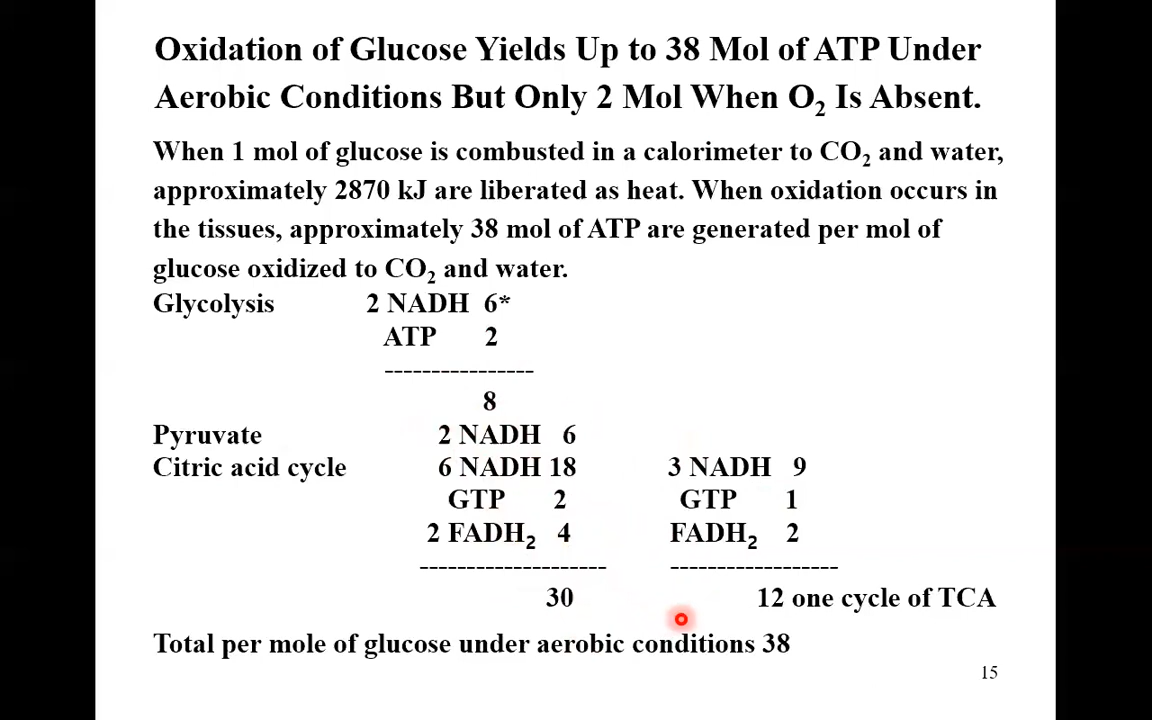 Oxidation of Glucose Yields Up to 38 Mol of ATP Under
Aerobic Conditions But Only 2 Mol When O₂ Is Absent.
When 1 mol of glucose is combusted in a calorimeter to CO₂ and water,
approximately 2870 kJ are liberated as heat. When oxidation occurs in
the tissues, approximately 38 mol of ATP are generated per mol of
glucose oxidized to CO₂ and water.
Glycolysis 2 NADH 6*
ATP 2
----------------
8
Pyruvate 2 NADH 6
Citric acid cycle 6 NADH 18 3 NADH 9
GTP 2 GTP 1
2 FADH₂ 4 FADH₂ 2
-------------------- ------------------
30 12 one cycle of TCA
Total per mole of glucose under aerobic conditions 38
15